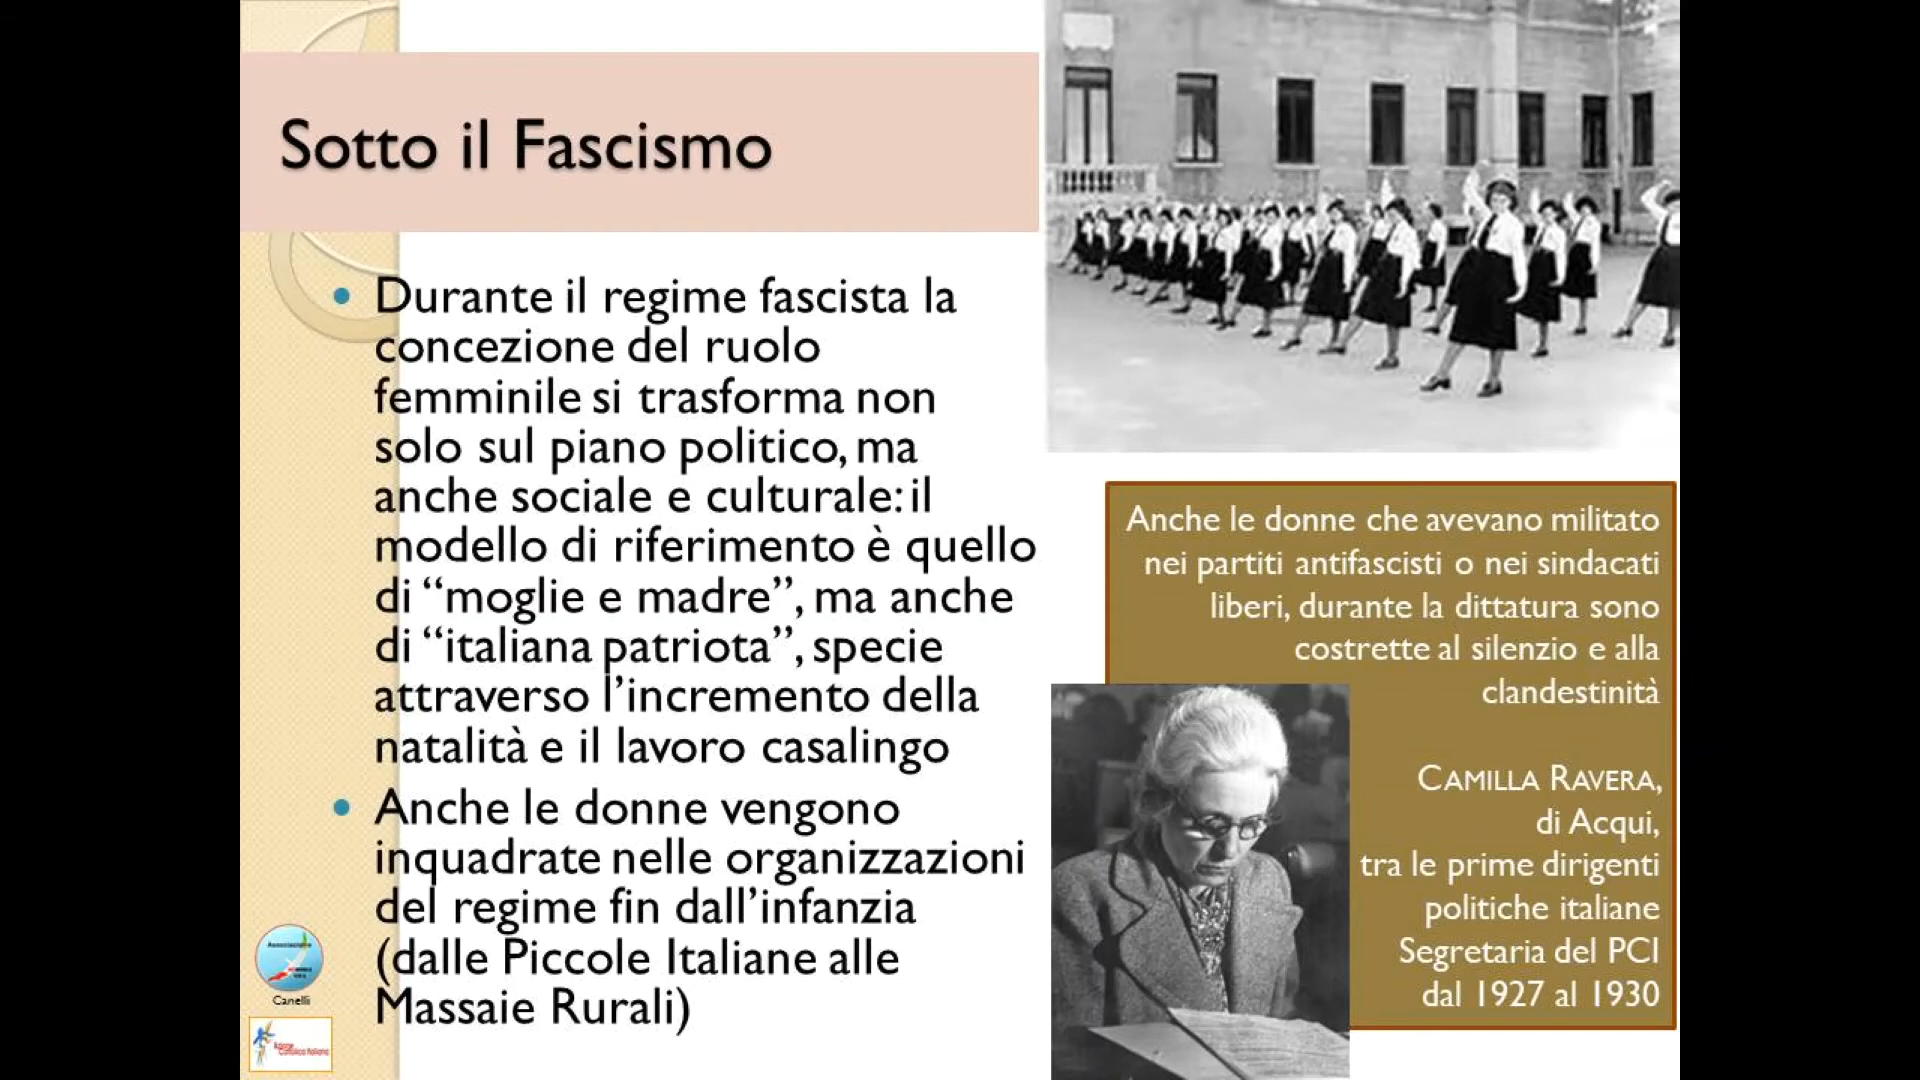 Sotto il Fascismo
Durante il regime fascista la
concezione del ruolo
femminile si trasforma non
solo sul piano politico, ma
anche sociale e culturale: il
modello di riferimento è quello
di “moglie e madre”, ma anche
di “italiana patriota”, specie
attraverso l’incremento della
natalità e il lavoro casalingo
Anche le donne vengono
inquadrate nelle organizzazioni
del regime fin dall’infanzia
(dalle Piccole Italiane alle
Massaie Rurali)
Anche le donne che avevano militato
nei partiti antifascisti o nei sindacati
liberi, durante la dittatura sono
costrette al silenzio e alla
clandestinità
CAMILLA RAVERA,
di Acqui,
tra le prime dirigenti
politiche italiane
Segretaria del PCI
dal 1927 al 1930
Associazione
Canelli
Azione
Cattolica Italiana